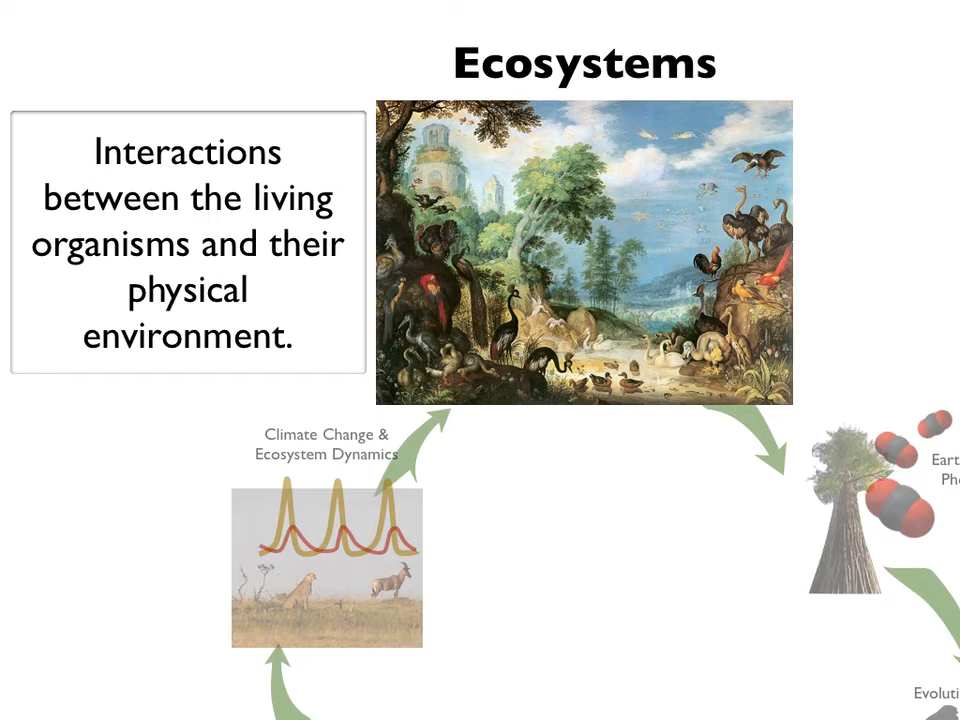 Ecosystems
Interactions
between the living
organisms and their
physical
environment.
Climate Change &
Ecosystem Dynamics